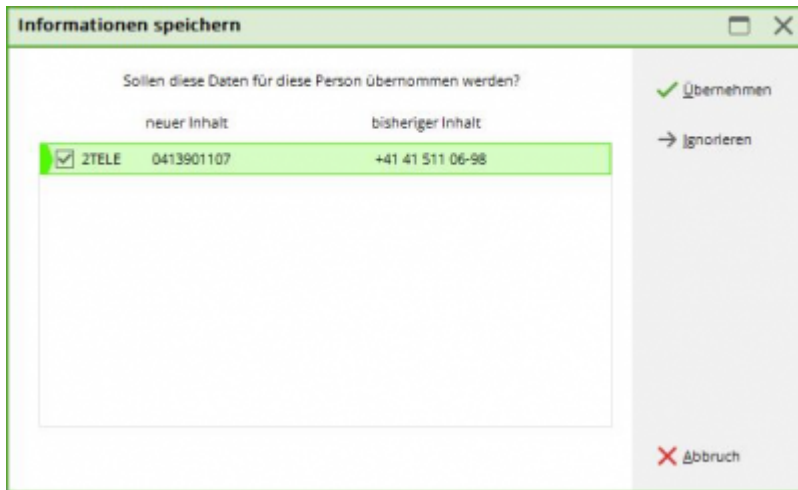 Informationen speichern
Sollen diese Daten für diese Person übernommen werden?
neuer Inhalt bisheriger Inhalt
2TELE 0413901107 +41 41 511 06-98
Übernehmen
Ignorieren
Abbruch